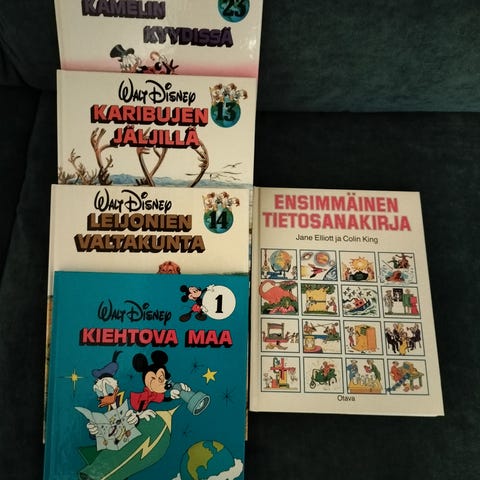 23
KAMELIN
KYYDISSÄ
WALT DISNEY
13
KARIBUJEN
JÄLJILLÄ
WALT DISNEY
14
LEIJONIEN
VALTAKUNTA
WALT DISNEY
1
KIEHTOVA MAA
ENSIMMÄINEN
TIETOSANAKIRJA
Jane Elliott ja Colin King
Otava